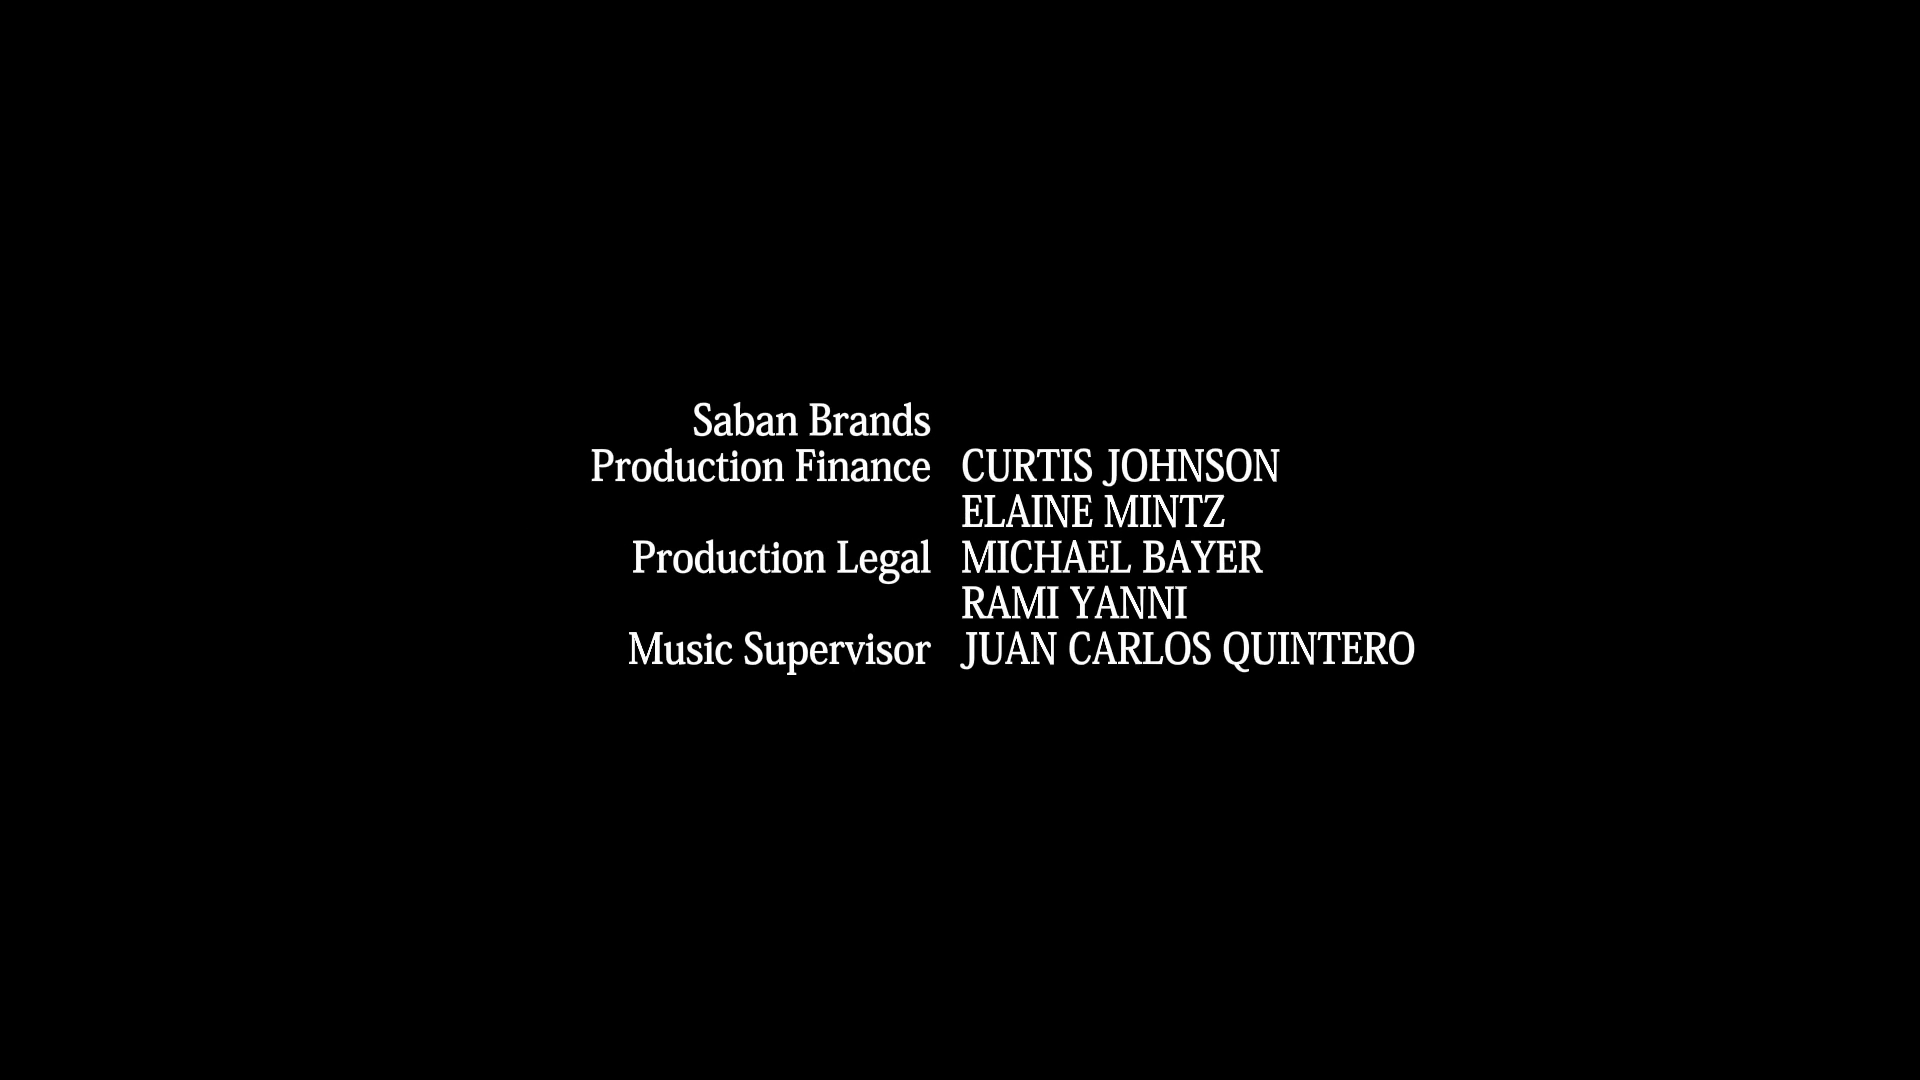 Saban Brands
Production Finance CURTIS JOHNSON
ELAINE MINTZ
Production Legal MICHAEL BAYER
RAMI YANNI
Music Supervisor JUAN CARLOS QUINTERO